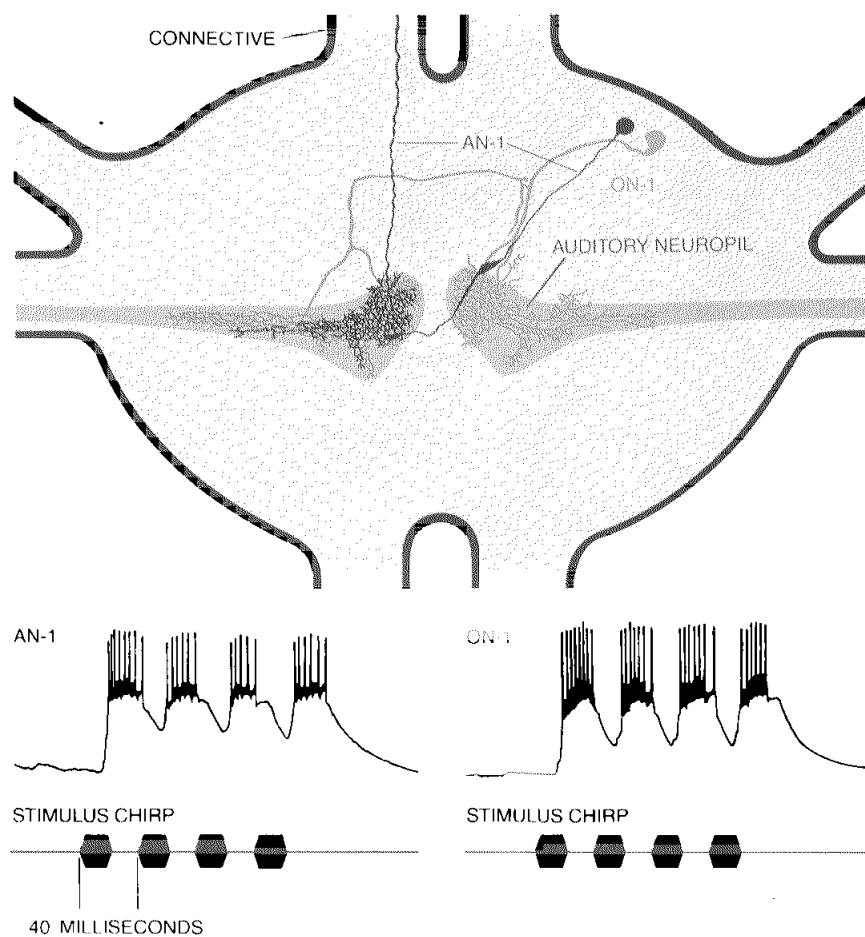 CONNECTIVE
AN-1
ON-1
AUDITORY NEUROPIL
AN-1
ON-1
STIMULUS CHIRP
STIMULUS CHIRP
40 MILLISECONDS